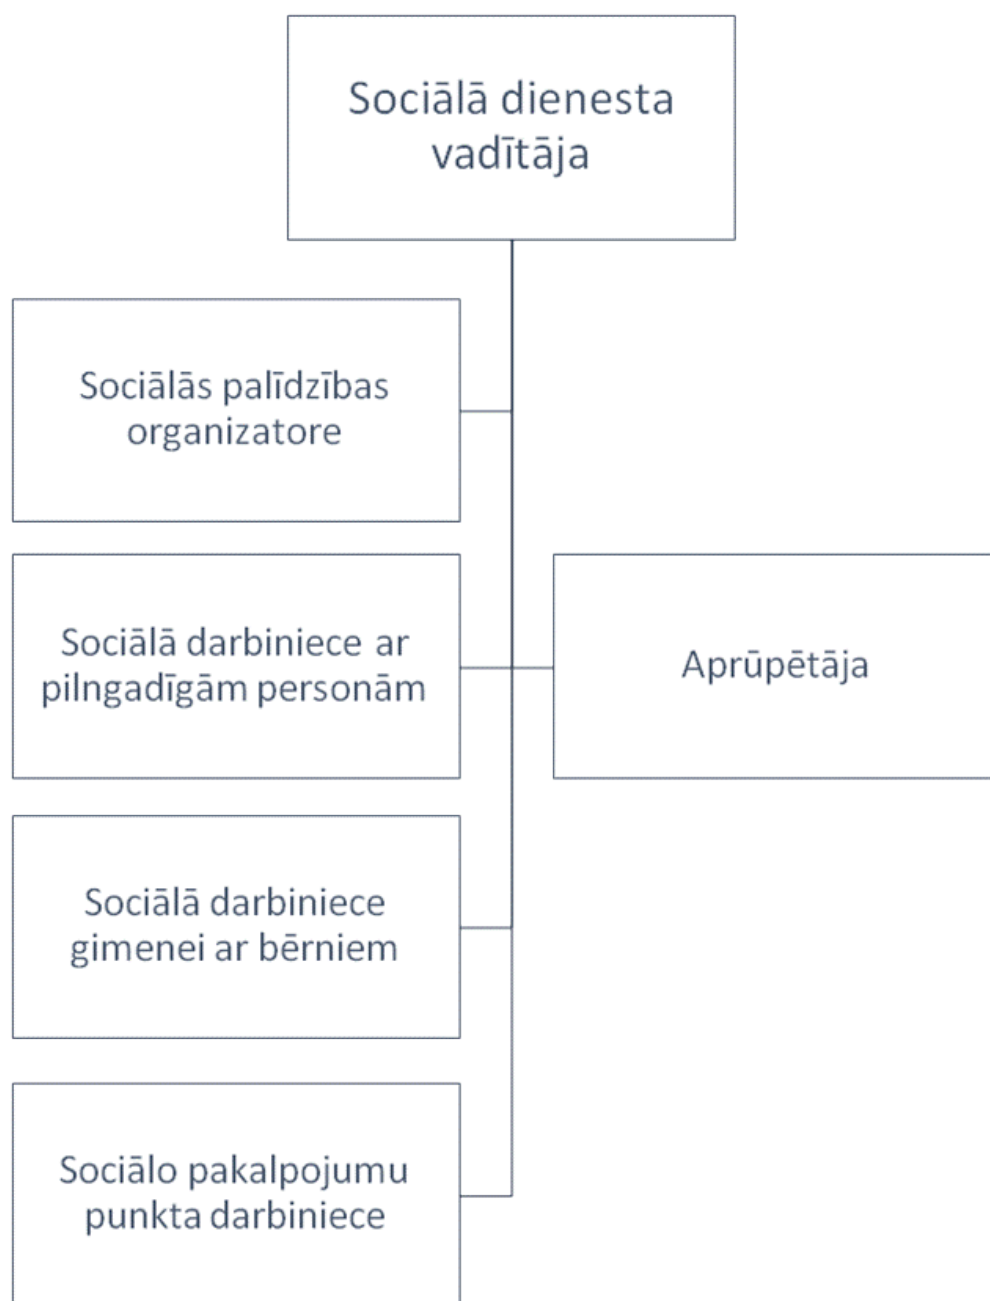 Sociālā dienesta
vadītāja
Sociālās palīdzības
organizatore
Sociālā darbiniece ar
pilngadīgām personām
Aprūpētāja
Sociālā darbiniece
gimenei ar bērniem
Sociālo pakalpojumu
punkta darbiniece